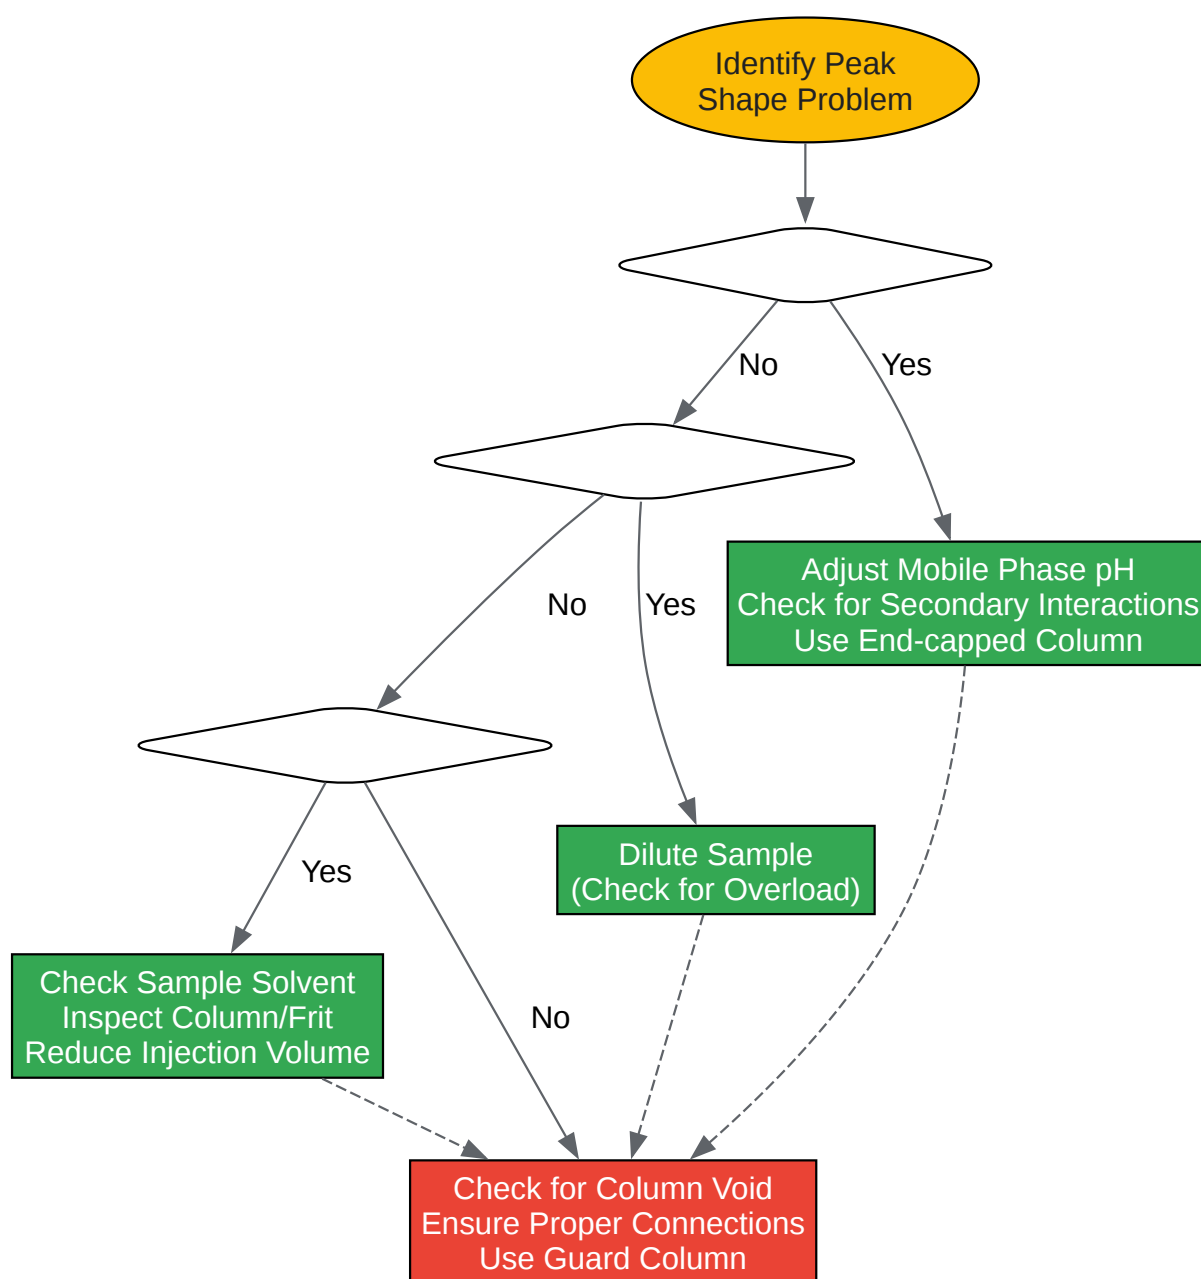 Identify Peak
Shape Problem
No
Yes
Adjust Mobile Phase pH
Check for Secondary Interactions
Use End-capped Column
No
Yes
Dilute Sample
(Check for Overload)
Yes
Check Sample Solvent
Inspect Column/Frit
Reduce Injection Volume
No
Check for Column Void
Ensure Proper Connections
Use Guard Column